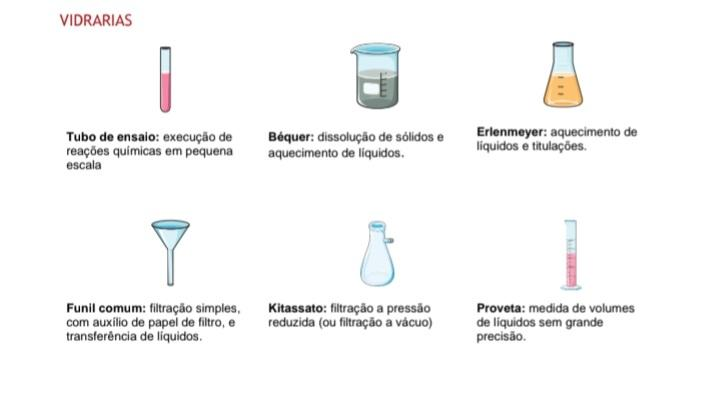 VIDRARIAS
Tubo de ensaio: execução de
reações químicas em pequena
escala
Béquer: dissolução de sólidos e
aquecimento de líquidos.
Erlenmeyer: aquecimento de
líquidos e titulações.
Funil comum: filtração simples,
com auxílio de papel de filtro, e
transferência de líquidos.
Kitassato: filtração a pressão
reduzida (ou filtração a vácuo)
Proveta: medida de volumes
de líquidos sem grande
precisão.